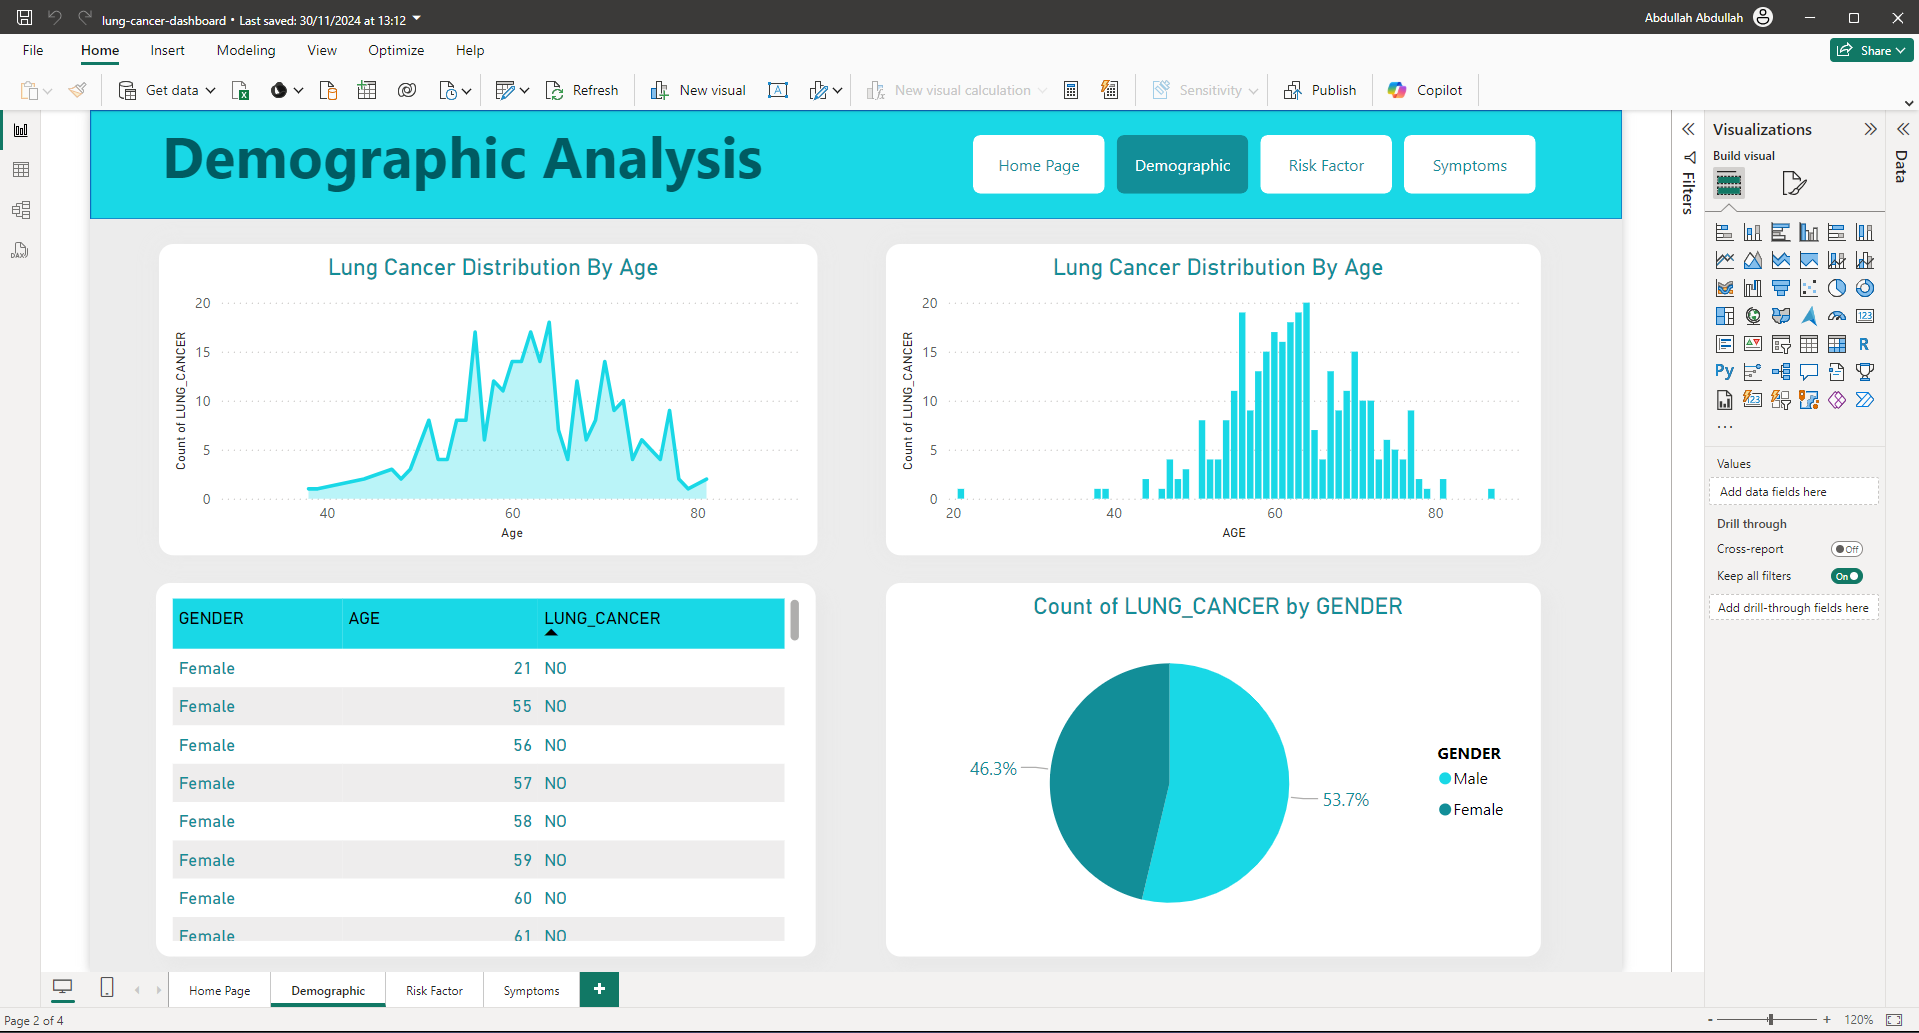 lung-cancer-dashboard • Last saved: 30/11/2024 at 13:12
Abdullah Abdullah
File Home Insert Modeling View Optimize Help
Share
Get data
Refresh
New visual
New visual calculation
Sensitivity
Publish
Copilot
Demographic Analysis
Home Page
Demographic
Risk Factor
Symptoms
Lung Cancer Distribution By Age
Count of LUNG_CANCER
20
15
10
5
0
40 60 80
Age
Lung Cancer Distribution By Age
Count of LUNG_CANCER
20
15
10
5
0
20 40 60 80
AGE
GENDER AGE LUNG_CANCER
Female 21 NO
Female 55 NO
Female 56 NO
Female 57 NO
Female 58 NO
Female 59 NO
Female 60 NO
Female 61 NO
Count of LUNG_CANCER by GENDER
46.3%
53.7%
GENDER
Male
Female
Filters
Visualizations
Build visual
123
R
Py
123
...
Values
Add data fields here
Drill through
Cross-report
Off
Keep all filters
On
Add drill-through fields here
Data
DAX
Home Page
Demographic
Risk Factor
Symptoms
+
Page 2 of 4
- + 120%